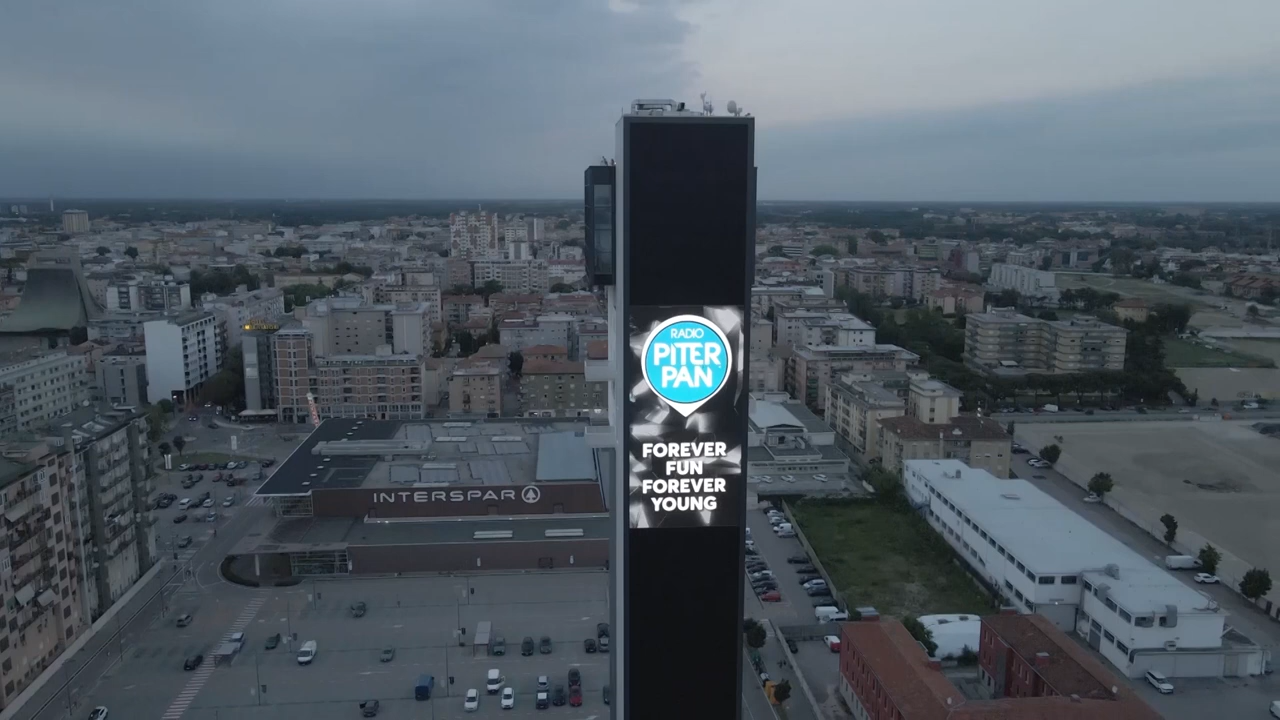 RADIO
PITER
PAN
FOREVER
FUN
FOREVER
YOUNG
INTERSPAR